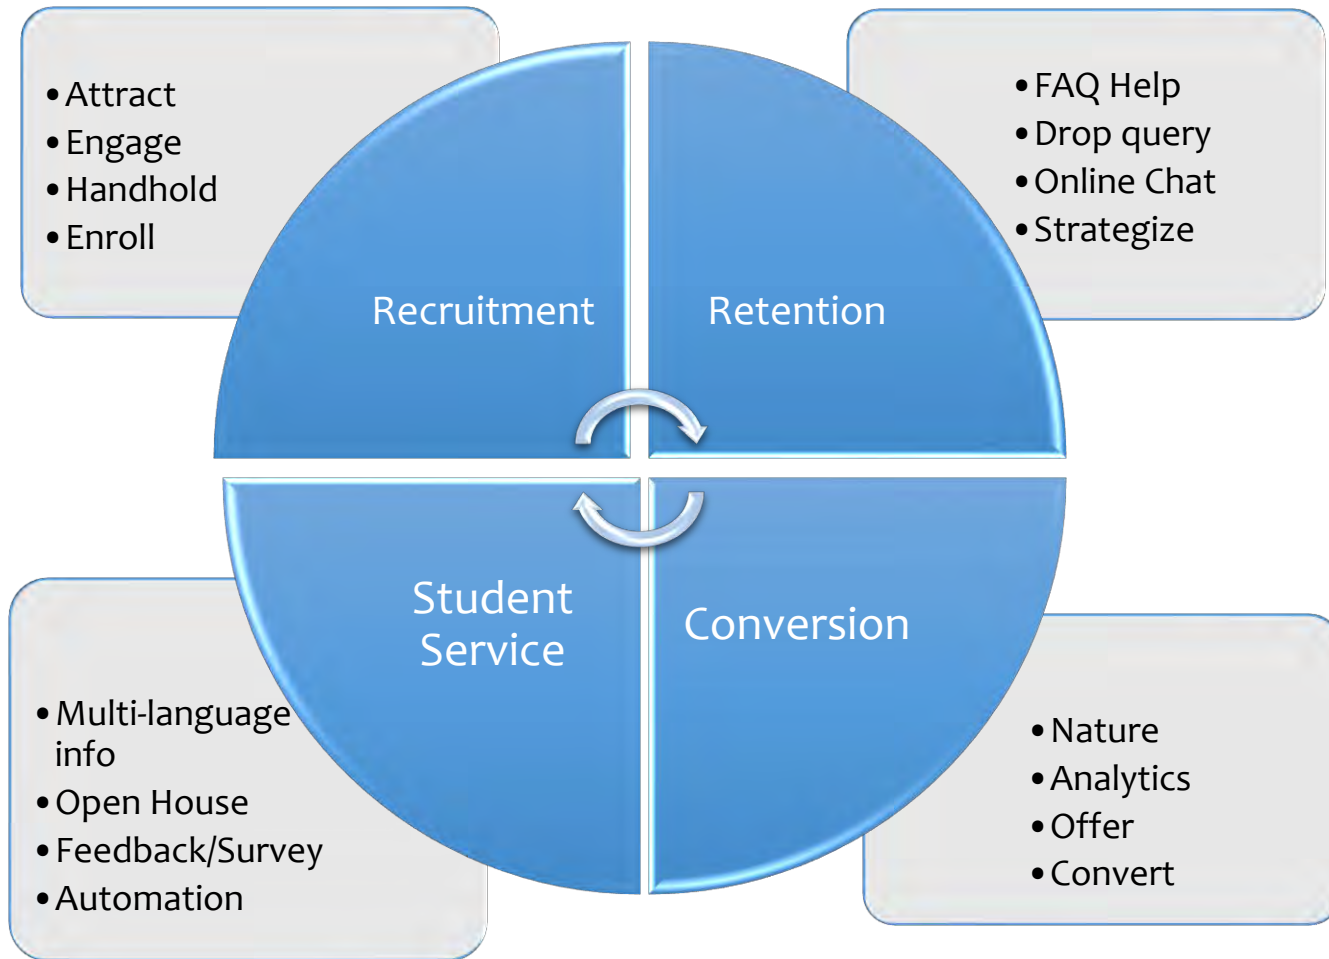 • Attract
• Engage
• Handhold
• Enroll
Recruitment
• FAQ Help
• Drop query
• Online Chat
• Strategize
Retention
Student
Service
• Multi-language
info
• Open House
• Feedback/Survey
• Automation
Conversion
• Nature
• Analytics
• Offer
• Convert